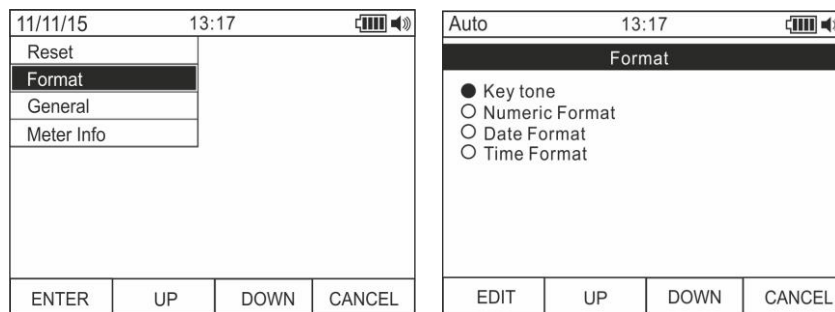 11/11/15 13:17
Reset
Format
General
Meter Info
ENTER UP DOWN CANCEL
Auto 13:17
Format
Key tone
Numeric Format
Date Format
Time Format
EDIT UP DOWN CANCEL